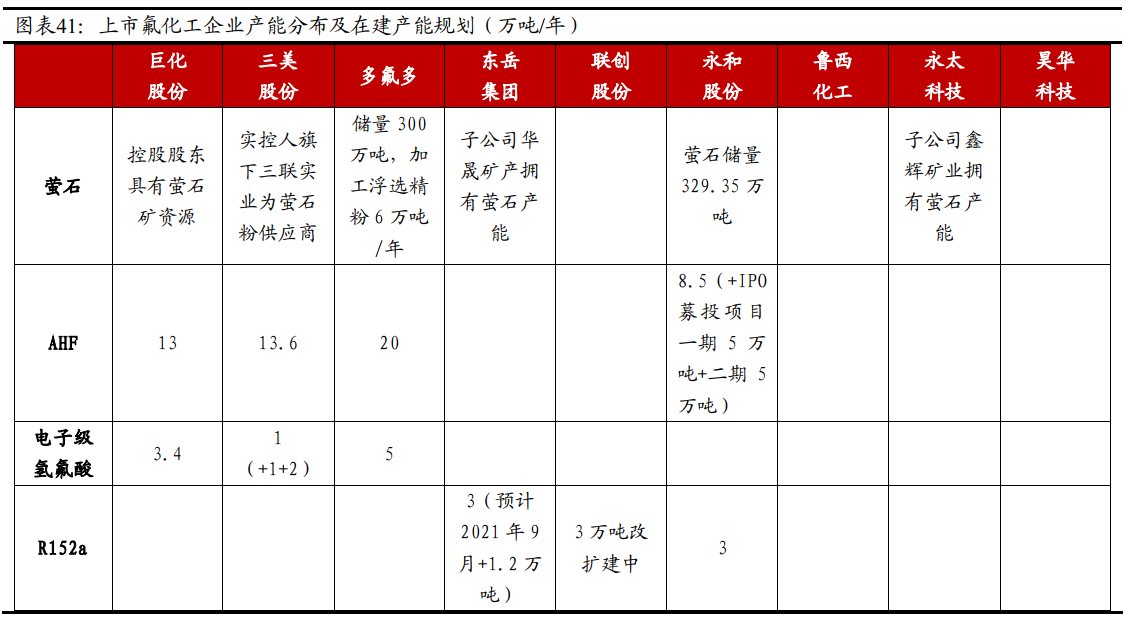 图表41：上市氟化工企业产能分布及在建产能规划（万吨/年）
巨化股份 三美股份 多氟多 东岳集团 联创股份 永和股份 鲁西化工 永太科技 昊华科技
萤石 控股股东具有萤石矿资源 实控人旗下三联实业为萤石粉供应商 储量 300 万吨，加工浮选精粉 6 万吨/年 子公司华晟矿产拥有萤石产能 萤石储量 329.35 万吨 子公司鑫辉矿业拥有萤石产能
AHF 13 13.6 20 8.5（+IPO 募投项目一期 5 万吨+二期 5 万吨）
电子级氢氟酸 3.4 1（+1+2） 5
R152a 3（预计 2021 年 9 月+1.2 万吨） 3 万吨改扩建中 3